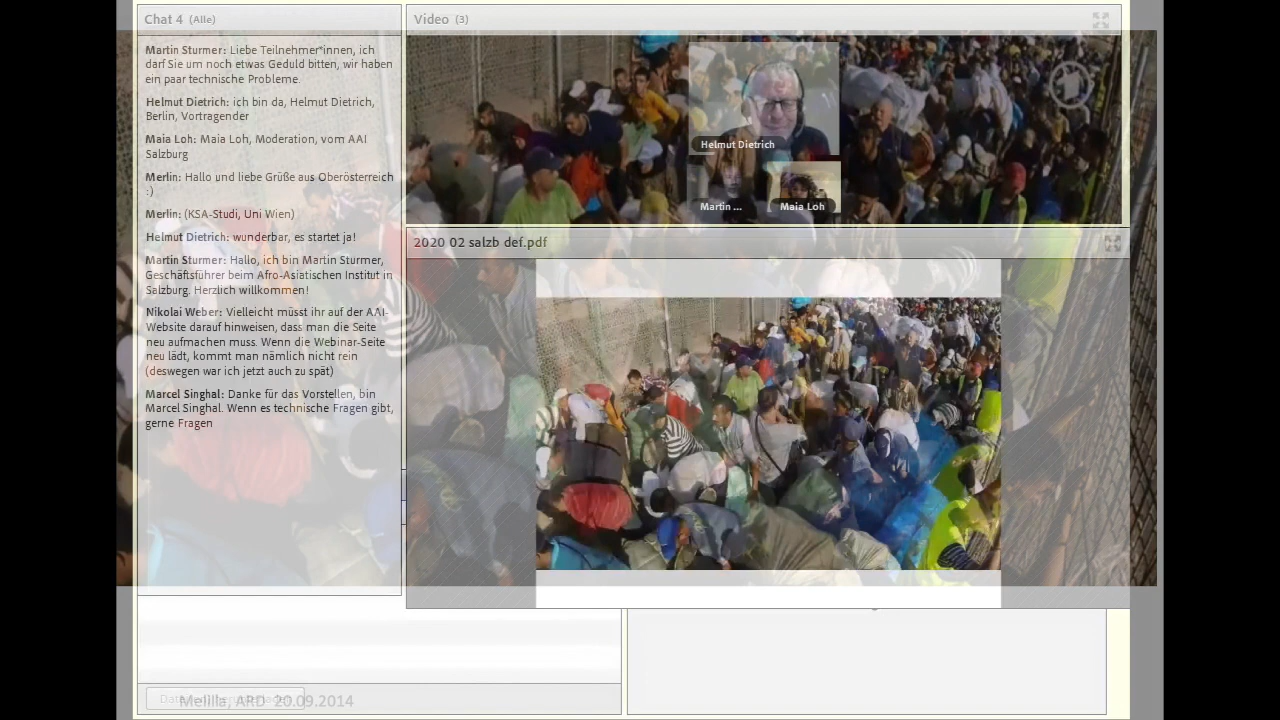 Chat 4 (Alle)
Martin Sturmer: Liebe Teilnehmer*innen, ich
darf Sie um noch etwas Geduld bitten, wir haben
ein paar technische Probleme.
Helmut Dietrich: ich bin da, Helmut Dietrich,
Berlin, Vortragender
Maia Loh: Maia Loh, Moderation, vom AAI
Salzburg
Merlin: Hallo und liebe Grüße aus Oberösterreich
:)
Merlin: (KSA-Studi, Uni Wien)
Helmut Dietrich: wunderbar, es startet ja!
Martin Sturmer: Hallo, ich bin Martin Sturmer,
Geschäftsführer beim Afro-Asiatischen Institut in
Salzburg. Herzlich willkommen!
Nikolai Weber: Vielleicht müsst ihr auf der AAI-
Website darauf hinweisen, dass man die Seite
neu aufmachen muss. Wenn die Webinar-Seite
neu lädt, kommt man nämlich nicht rein
(deswegen war ich jetzt auch zu spät)
Marcel Singhal: Danke für das Vorstellen, bin
Marcel Singhal. Wenn es technische Fragen gibt,
gerne Fragen
Video (3)
Helmut Dietrich
Martin ...
Maia Loh
2020 02 salzb def.pdf
Melilla, ARD 20.09.2014